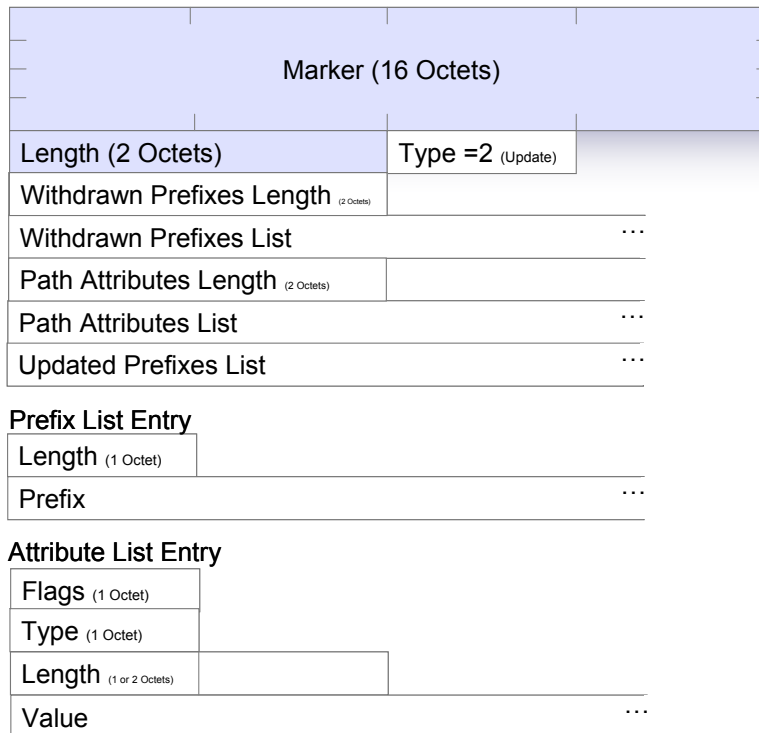 Marker (16 Octets)
Length (2 Octets) Type =2 (Update)
Withdrawn Prefixes Length (2 Octets)
Withdrawn Prefixes List ...
Path Attributes Length (2 Octets)
Path Attributes List ...
Updated Prefixes List ...
Prefix List Entry
Length (1 Octet)
Prefix ...
Attribute List Entry
Flags (1 Octet)
Type (1 Octet)
Length (1 or 2 Octets)
Value ...